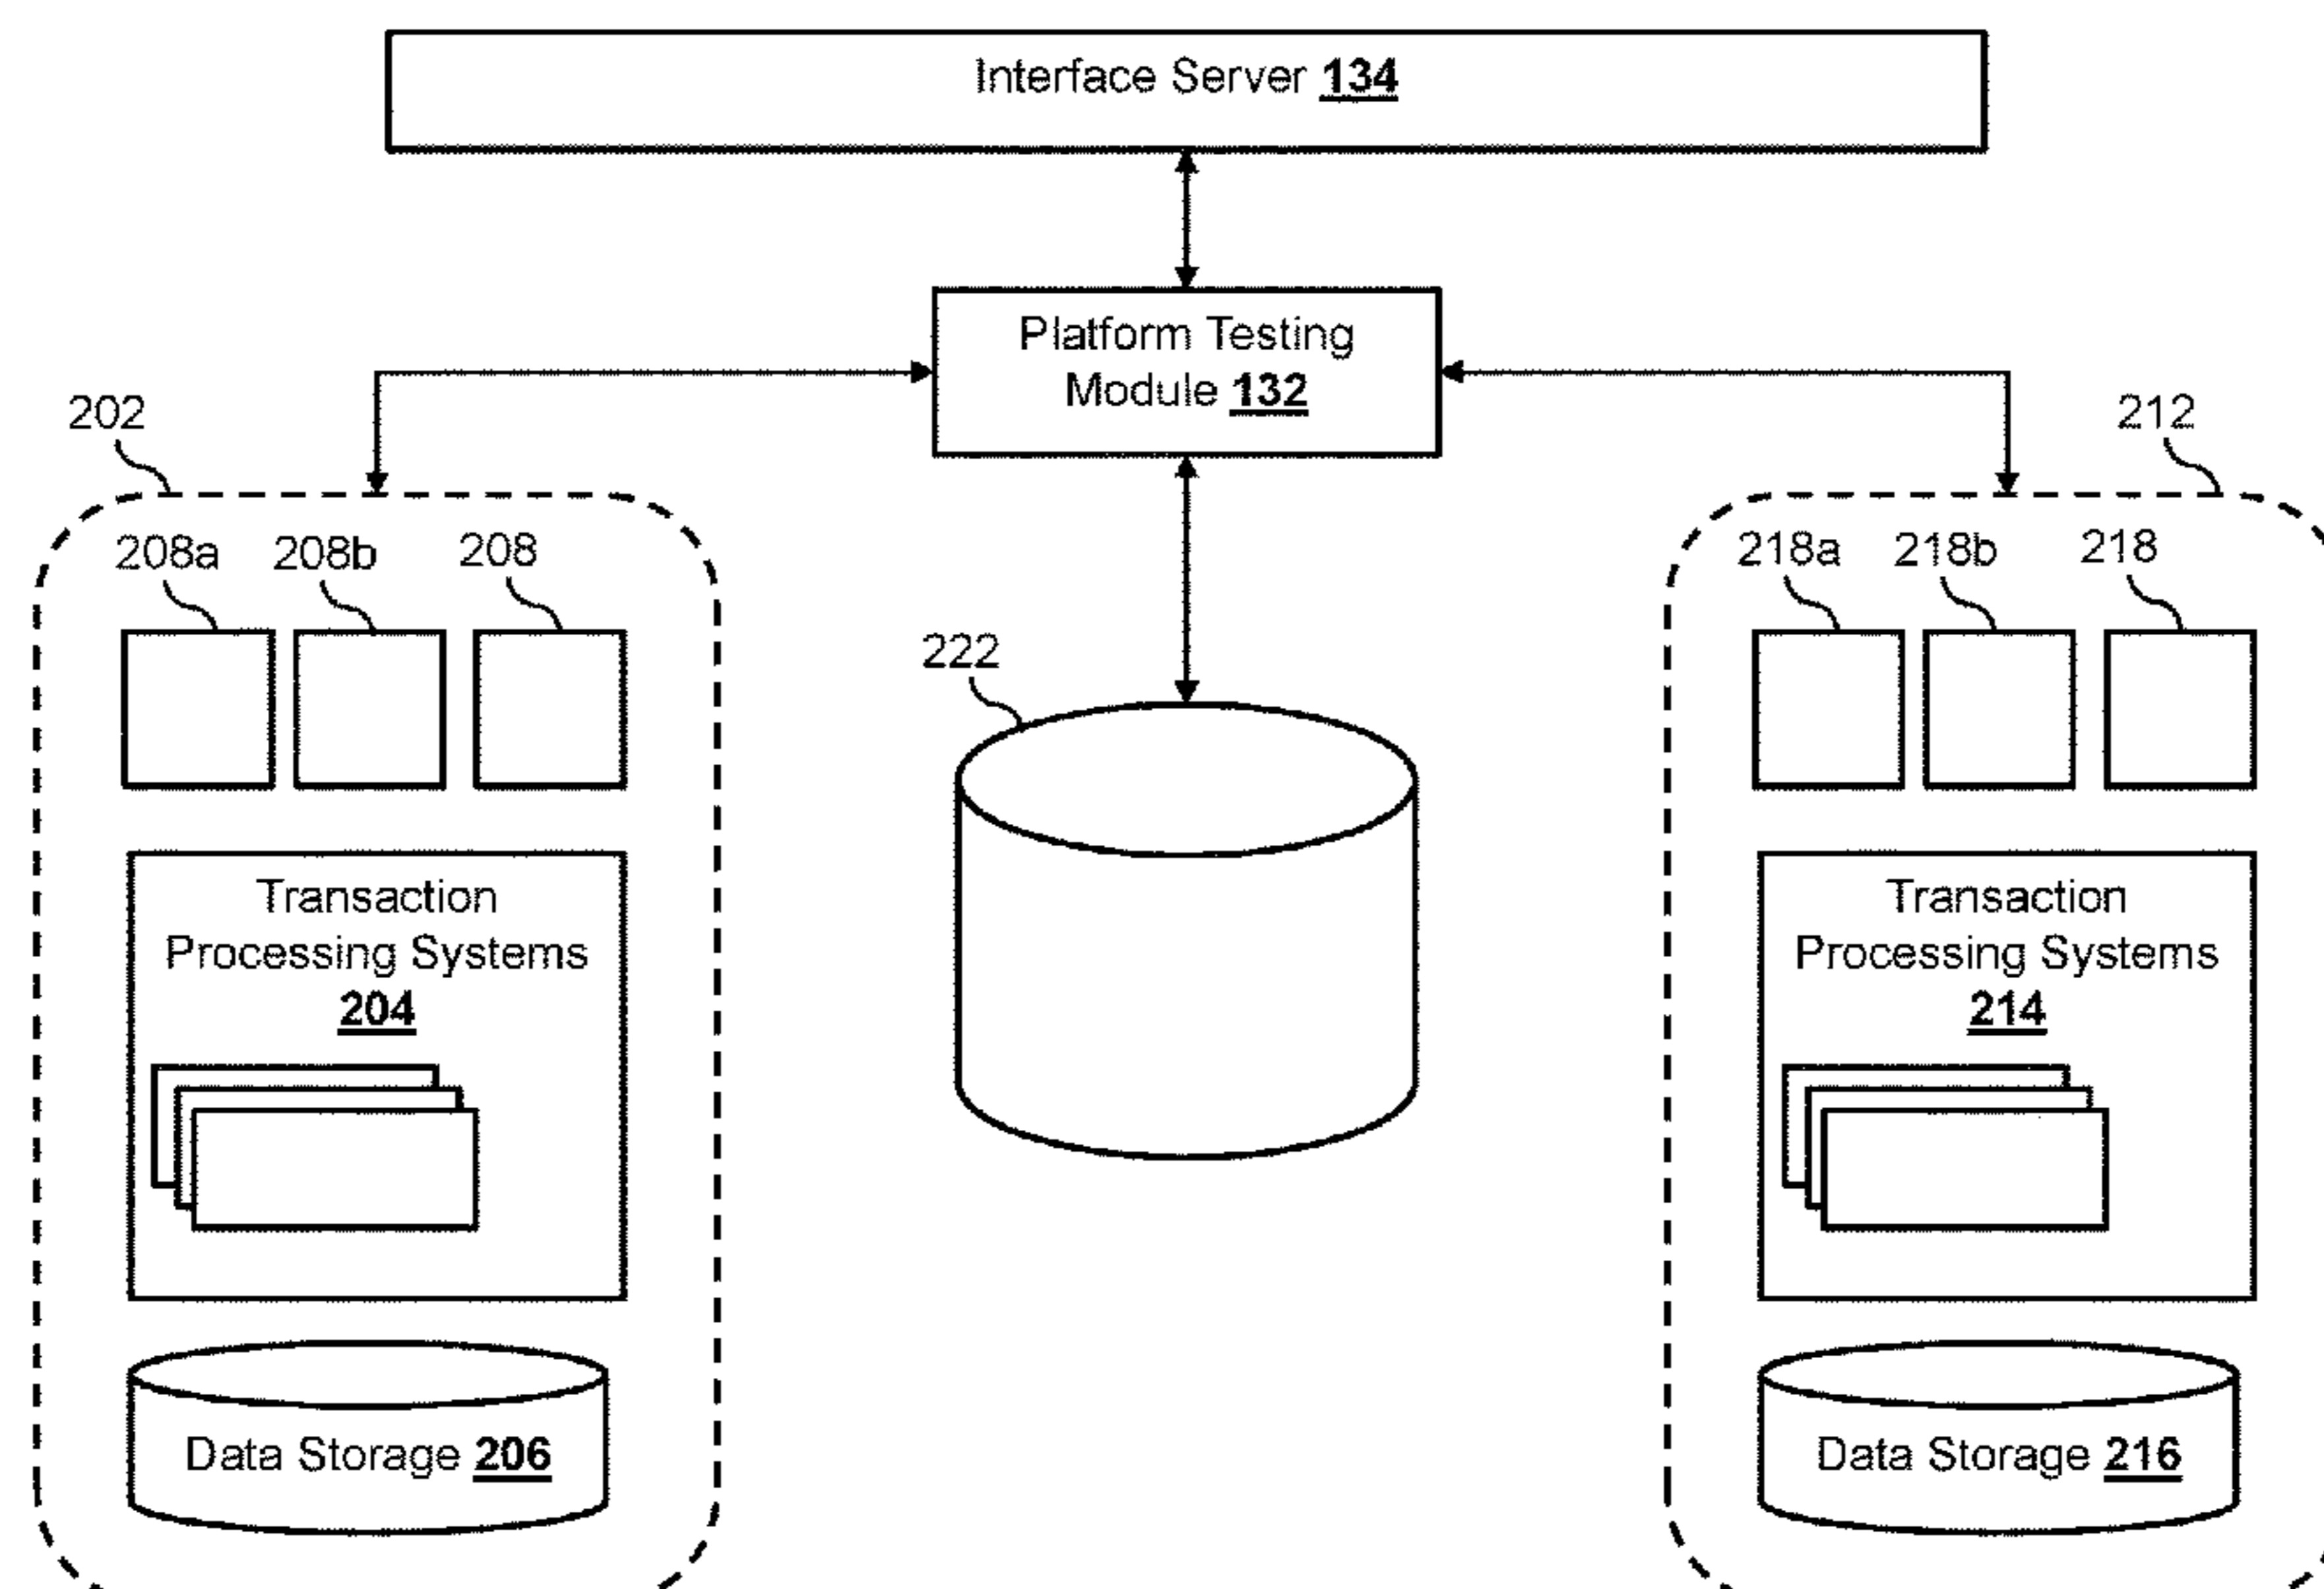 Interface Server 134
Platform Testing
Module 132
202
212
208a 208b 208
218a 218b 218
222
Transaction
Processing Systems
204
Transaction
Processing Systems
214
Data Storage 206
Data Storage 216